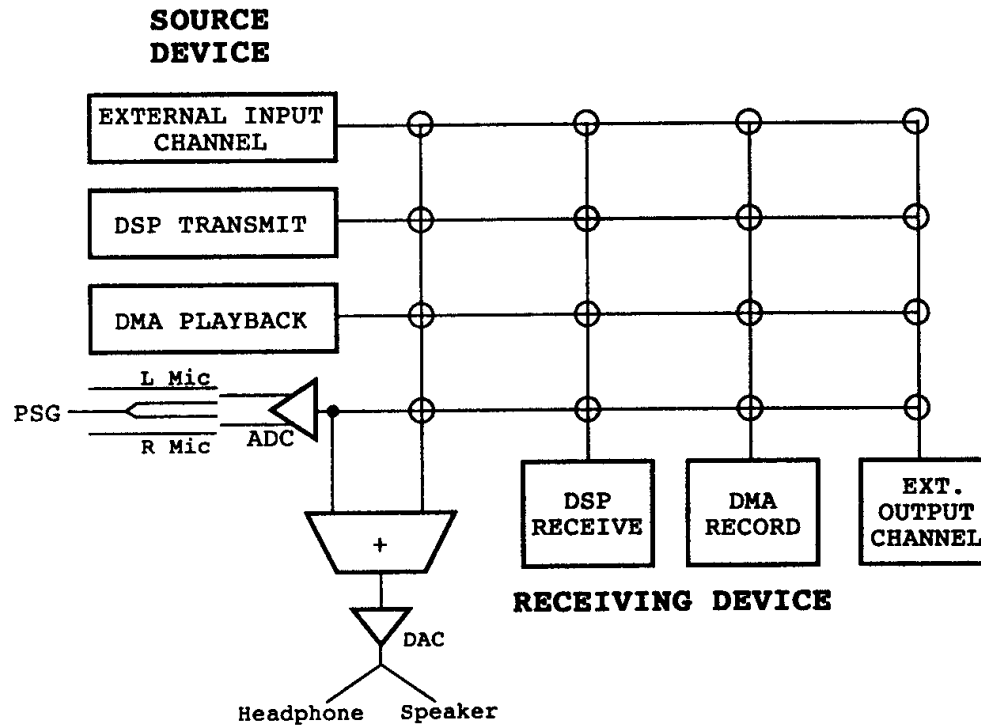 SOURCE
DEVICE
EXTERNAL INPUT
CHANNEL
DSP TRANSMIT
DMA PLAYBACK
L Mic
PSG
R Mic
ADC
+
DSP
RECEIVE
DMA
RECORD
EXT.
OUTPUT
CHANNEL
RECEIVING DEVICE
DAC
Headphone
Speaker